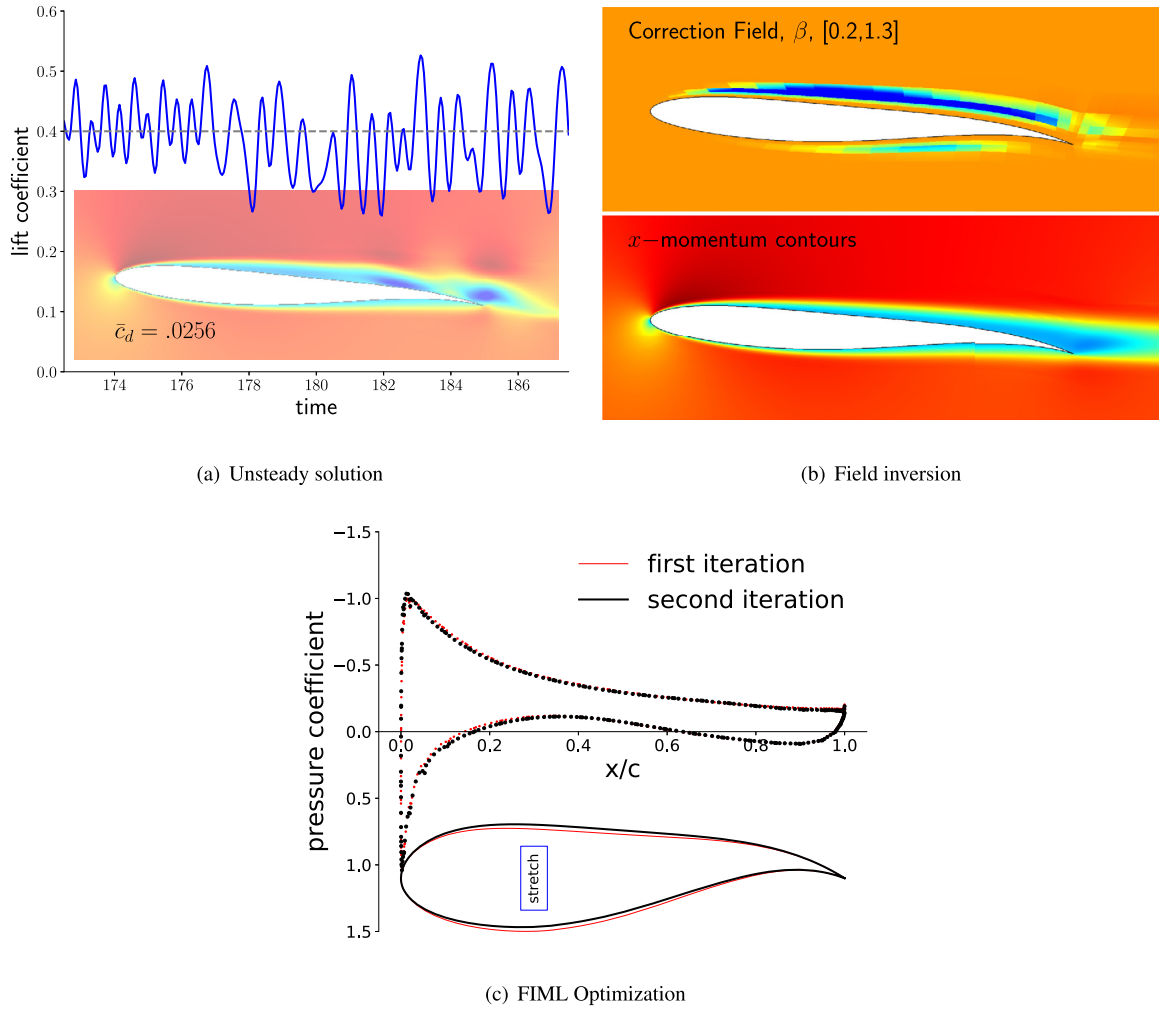 0.6
0.5
0.4
0.3
0.2
0.1
0.0
lift coefficient
174 176 178 180 182 184 186
time
c̄_d = .0256
(a) Unsteady solution
Correction Field, β, [0.2,1.3]
x−momentum contours
(b) Field inversion
−1.5
−1.0
−0.5
0.0
0.5
1.0
1.5
pressure coefficient
0.0 0.2 0.4 0.6 0.8 1.0
x/c
first iteration
second iteration
stretch
(c) FIML Optimization